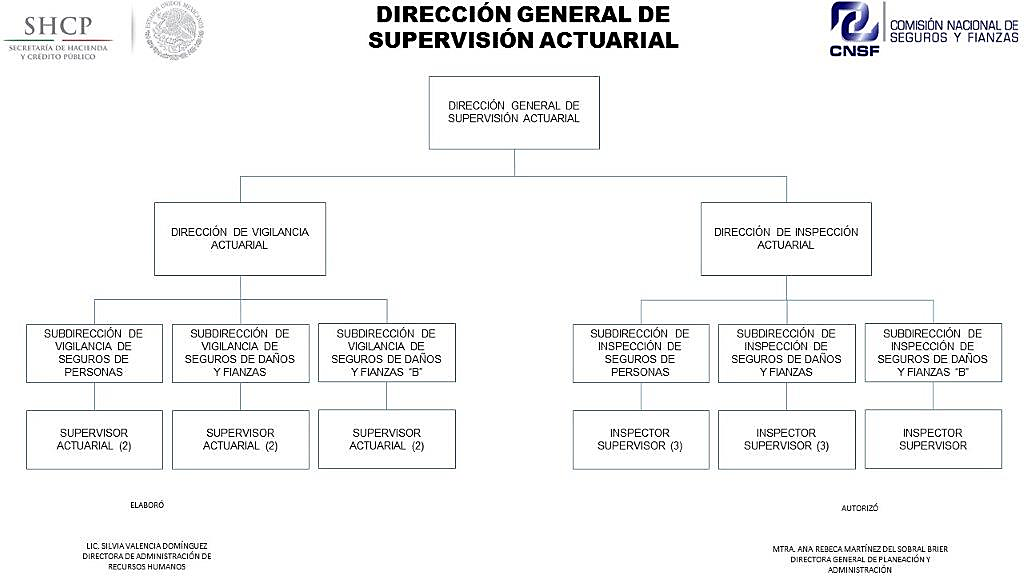 SHCP
SECRETARÍA DE HACIENDA
Y CRÉDITO PÚBLICO
ESTADOS UNIDOS MEXICANOS
DIRECCIÓN GENERAL DE
SUPERVISIÓN ACTUARIAL
CNSF
COMISIÓN NACIONAL DE
SEGUROS Y FIANZAS
DIRECCIÓN GENERAL DE
SUPERVISIÓN ACTUARIAL
DIRECCIÓN DE VIGILANCIA
ACTUARIAL
DIRECCIÓN DE INSPECCIÓN
ACTUARIAL
SUBDIRECCIÓN DE
VIGILANCIA DE
SEGUROS DE
PERSONAS
SUBDIRECCIÓN DE
VIGILANCIA DE
SEGUROS DE DAÑOS
Y FIANZAS
SUBDIRECCIÓN DE
VIGILANCIA DE
SEGUROS DE DAÑOS
Y FIANZAS “B”
SUBDIRECCIÓN DE
INSPECCIÓN DE
SEGUROS DE
PERSONAS
SUBDIRECCIÓN DE
INSPECCIÓN DE
SEGUROS DE DAÑOS
Y FIANZAS
SUBDIRECCIÓN DE
INSPECCIÓN DE
SEGUROS DE DAÑOS
Y FIANZAS “B”
SUPERVISOR
ACTUARIAL (2)
SUPERVISOR
ACTUARIAL (2)
SUPERVISOR
ACTUARIAL (2)
INSPECTOR
SUPERVISOR (3)
INSPECTOR
SUPERVISOR (3)
INSPECTOR
SUPERVISOR
ELABORÓ
LIC. SILVIA VALENCIA DOMÍNGUEZ
DIRECTORA DE ADMINISTRACIÓN DE
RECURSOS HUMANOS
AUTORIZÓ
MTRA. ANA REBECA MARTÍNEZ DEL SOBRAL BRIER
DIRECTORA GENERAL DE PLANEACIÓN Y
ADMINISTRACIÓN